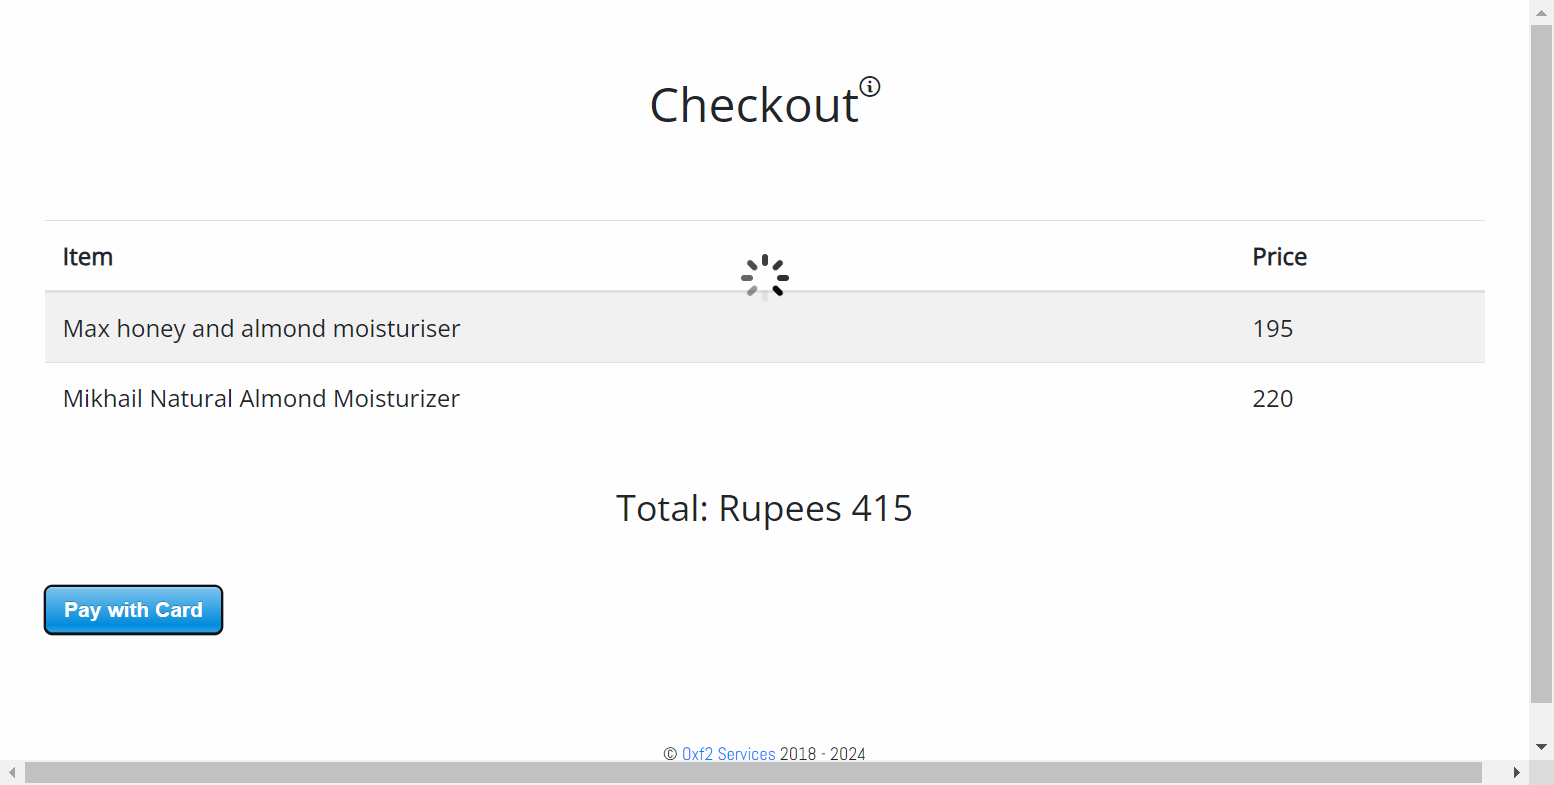 Checkout
Item Price
Max honey and almond moisturiser 195
Mikhail Natural Almond Moisturizer 220
Total: Rupees 415
Pay with Card
© Qxf2 Services 2018 - 2024